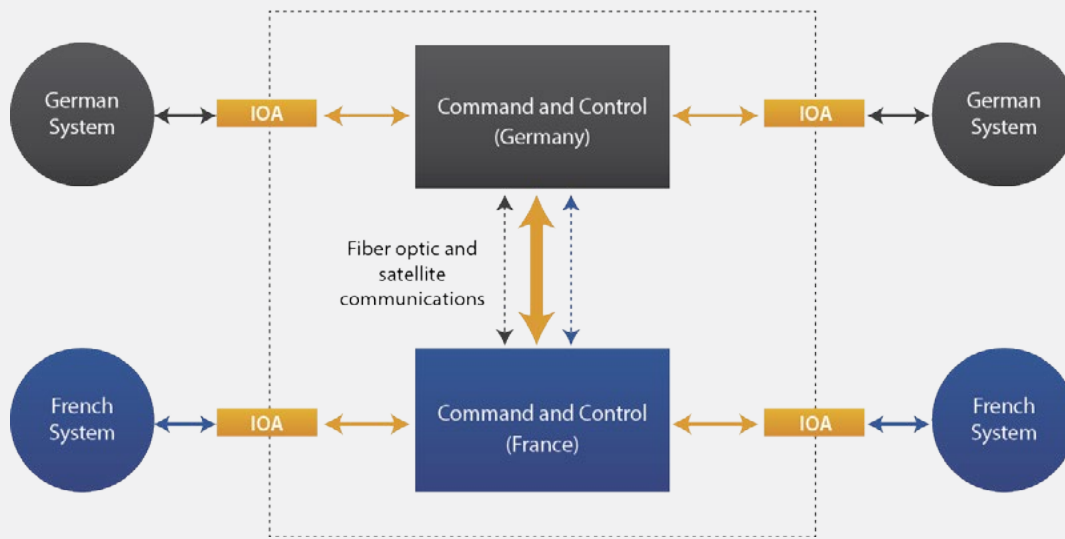 German
System
IOA
Command and Control
(Germany)
IOA
German
System
Fiber optic and
satellite
communications
French
System
IOA
Command and Control
(France)
IOA
French
System